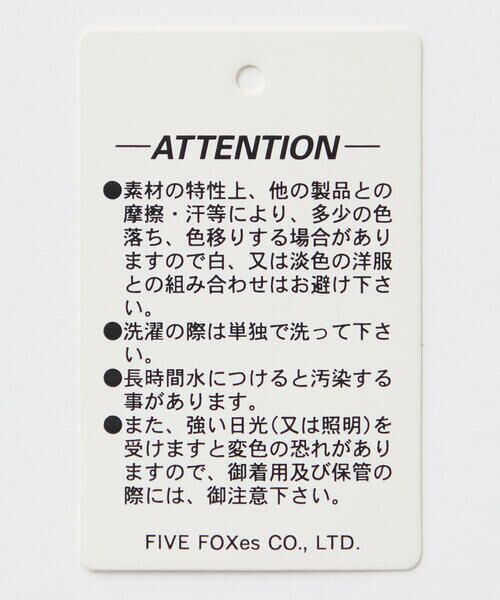 —ATTENTION—
●素材の特性上、他の製品との
摩擦・汗等により、多少の色
落ち、色移りする場合があり
ますので白、又は淡色の洋服
との組み合わせはお避け下さ
い。
●洗濯の際は単独で洗って下さ
い。
●長時間水につけると汚染する
事があります。
●また、強い日光(又は照明)を
受けますと変色の恐れがあり
ますので、御着用及び保管の
際には、御注意下さい。
FIVE FOXes CO., LTD.